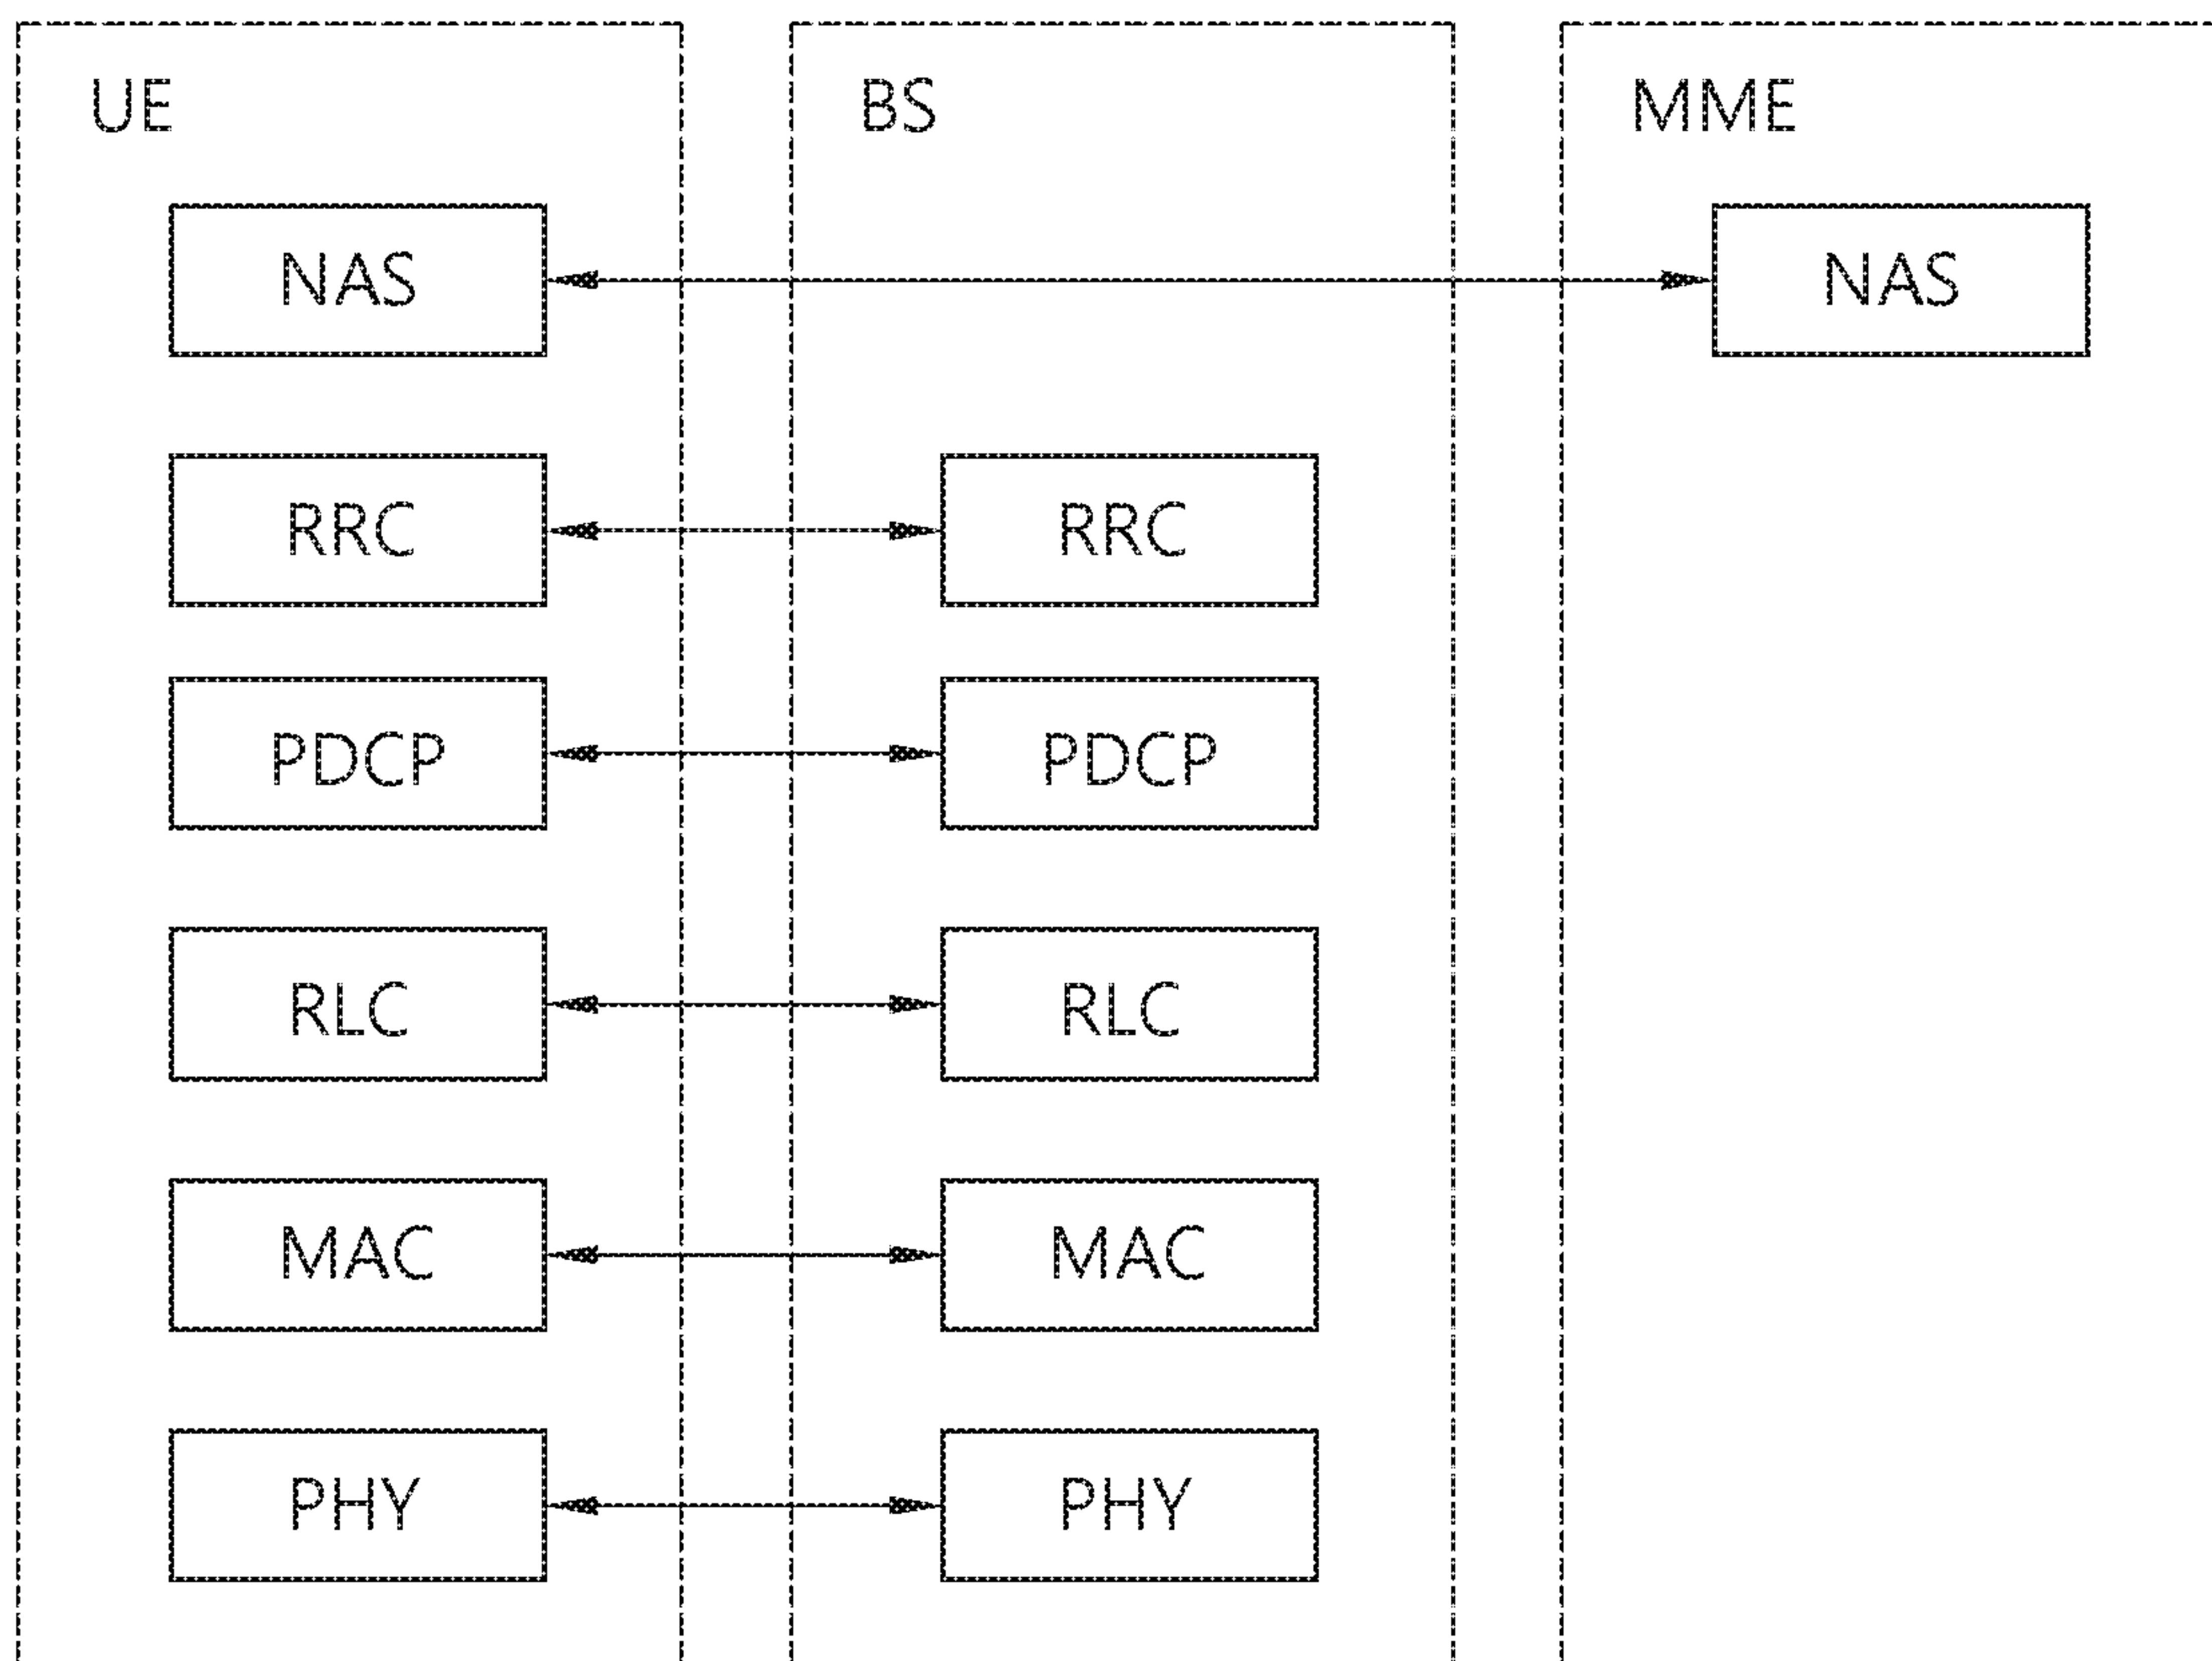 UE BS MME
NAS NAS
RRC RRC
PDCP PDCP
RLC RLC
MAC MAC
PHY PHY